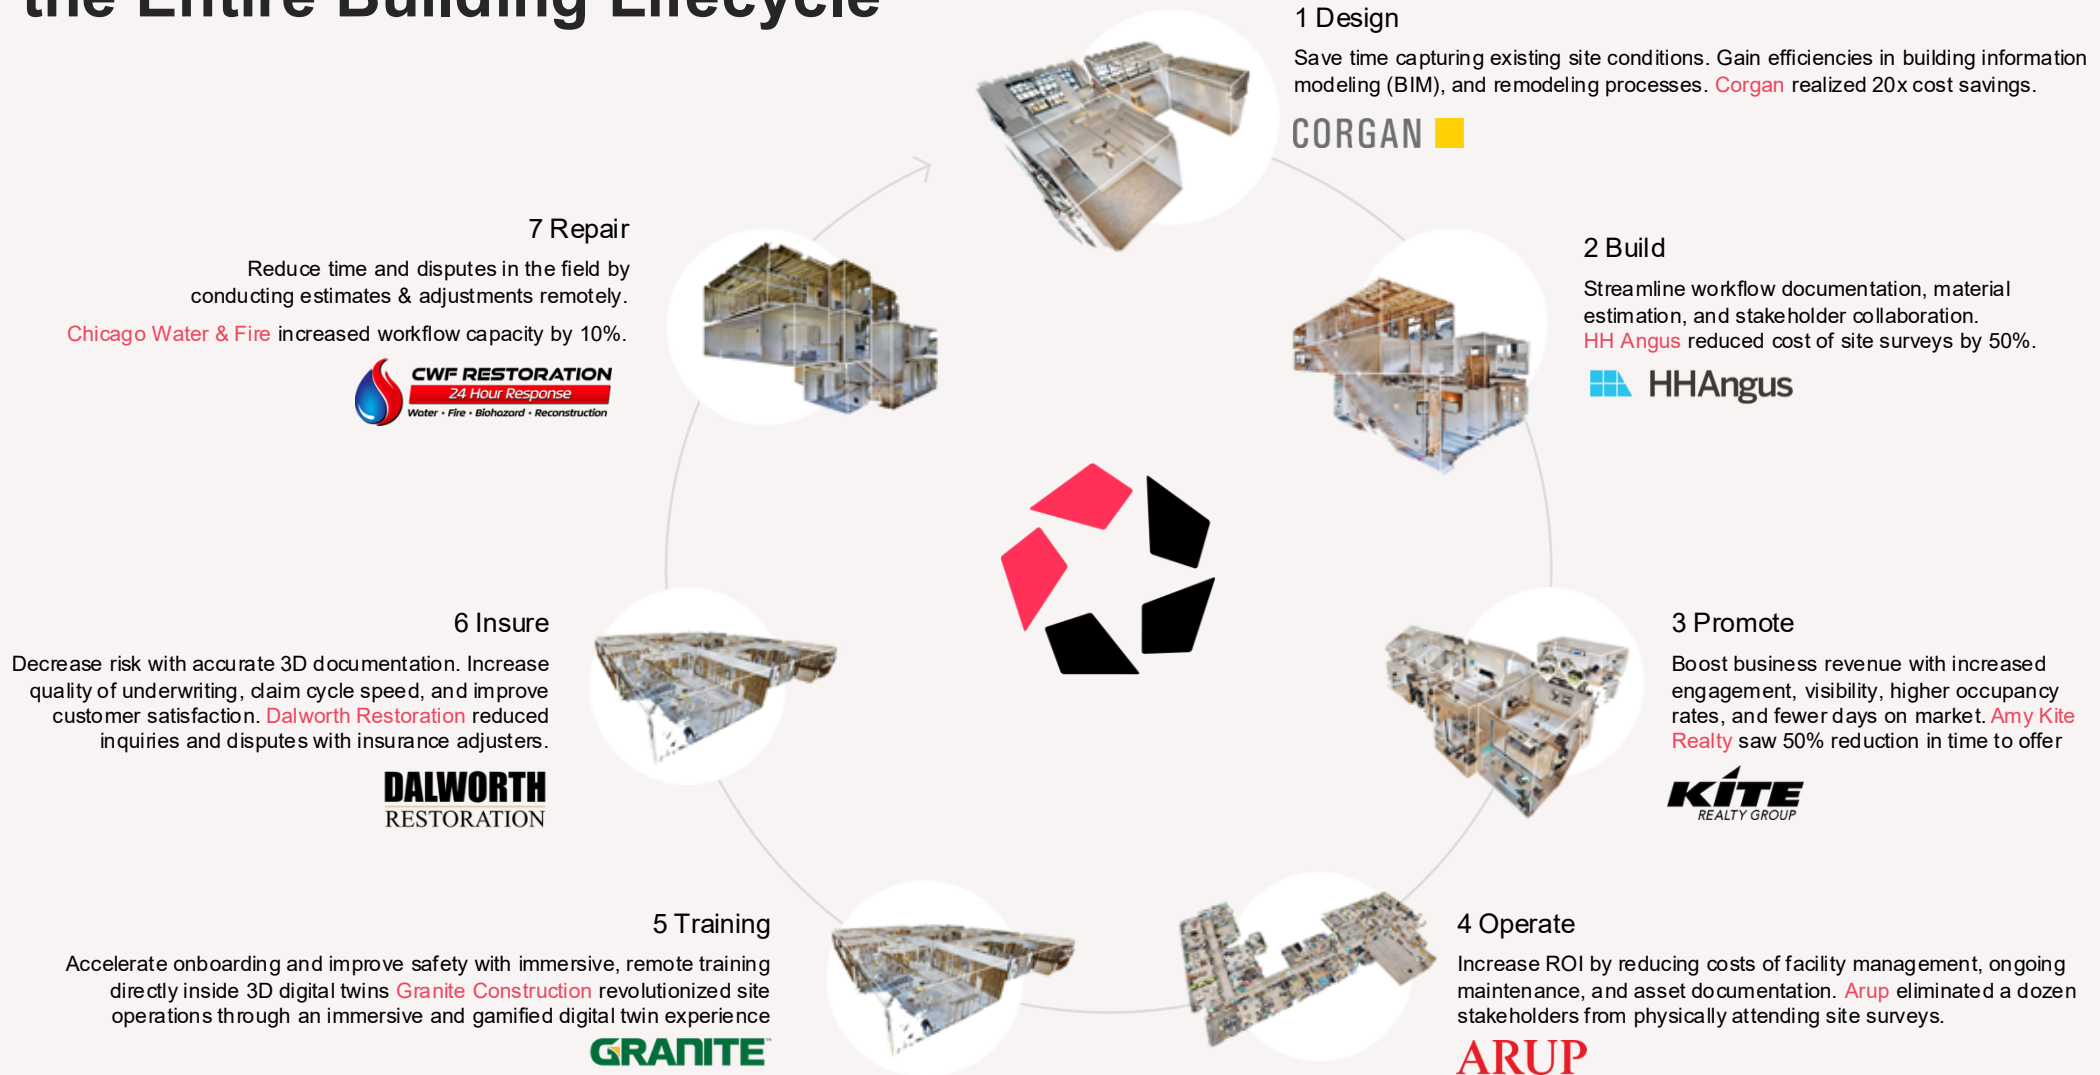 the Entire Building Lifecycle
1 Design
Save time capturing existing site conditions. Gain efficiencies in building information
modeling (BIM), and remodeling processes. Corgan realized 20x cost savings.
CORGAN
2 Build
Streamline workflow documentation, material
estimation, and stakeholder collaboration.
HH Angus reduced cost of site surveys by 50%.
HHAngus
3 Promote
Boost business revenue with increased
engagement, visibility, higher occupancy
rates, and fewer days on market. Amy Kite
Realty saw 50% reduction in time to offer
KITE
REALTY GROUP
4 Operate
Increase ROI by reducing costs of facility management, ongoing
maintenance, and asset documentation. Arup eliminated a dozen
stakeholders from physically attending site surveys.
ARUP
5 Training
Accelerate onboarding and improve safety with immersive, remote training
directly inside 3D digital twins Granite Construction revolutionized site
operations through an immersive and gamified digital twin experience
GRANITE
6 Insure
Decrease risk with accurate 3D documentation. Increase
quality of underwriting, claim cycle speed, and improve
customer satisfaction. Dalworth Restoration reduced
inquiries and disputes with insurance adjusters.
DALWORTH
RESTORATION
7 Repair
Reduce time and disputes in the field by
conducting estimates & adjustments remotely.
Chicago Water & Fire increased workflow capacity by 10%.
CWF RESTORATION
24 Hour Response
Water · Fire · Biohazard · Reconstruction